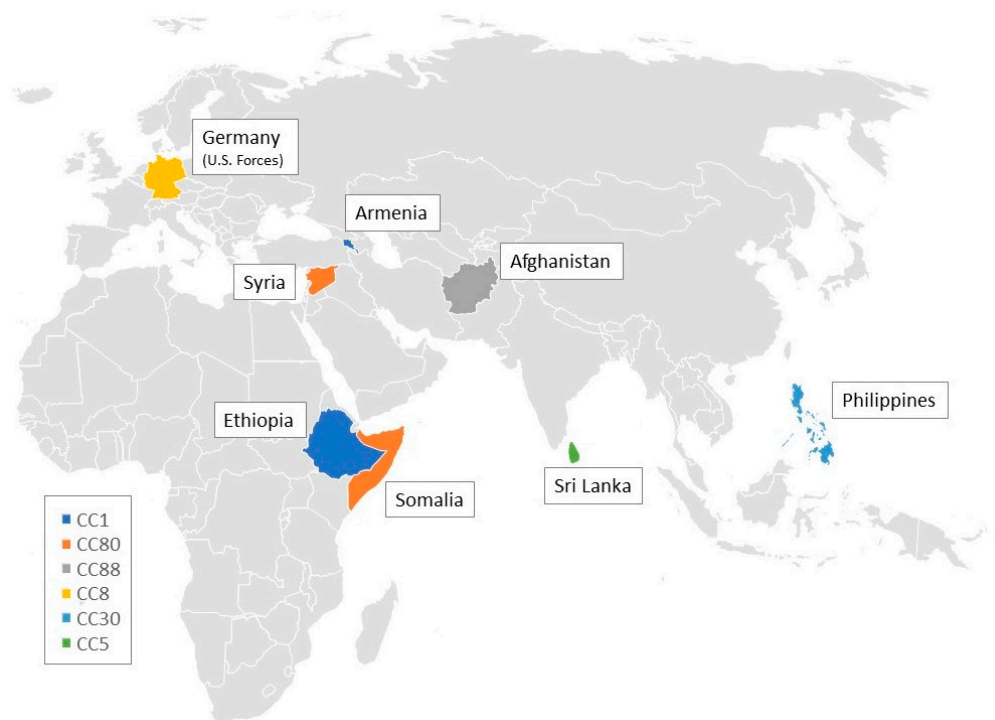 Germany
(U.S. Forces)
Armenia
Afghanistan
Syria
Philippines
Ethiopia
Sri Lanka
Somalia
CC1
CC80
CC88
CC8
CC30
CC5